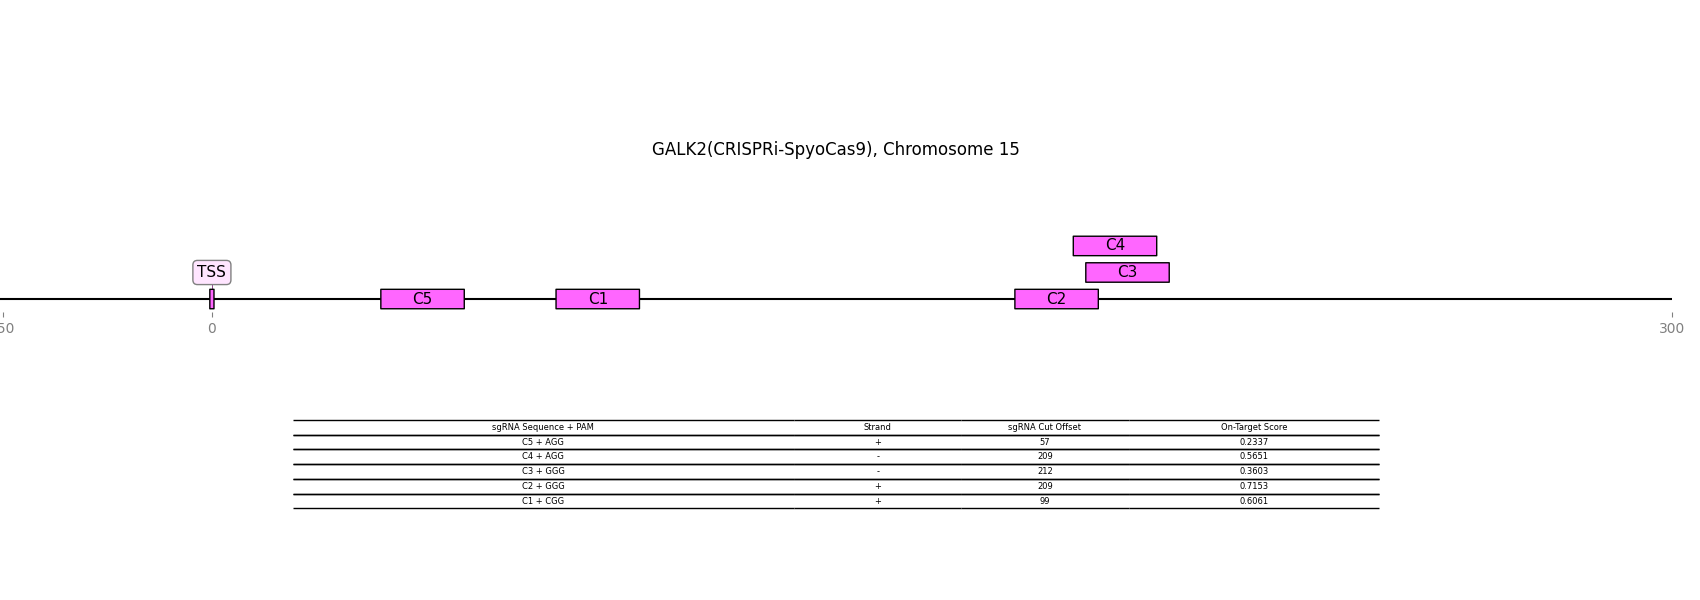 GALK2(CRISPRi-SpyoCas9), Chromosome 15
C4
TSS C3
C5 C1 C2
50 0 300
sgRNA Sequence + PAM Strand sgRNA Cut Offset On-Target Score
C5 + AGG + 57 0.2337
C4 + AGG - 209 0.5651
C3 + GGG - 212 0.3603
C2 + GGG + 209 0.7153
C1 + CGG + 99 0.6061